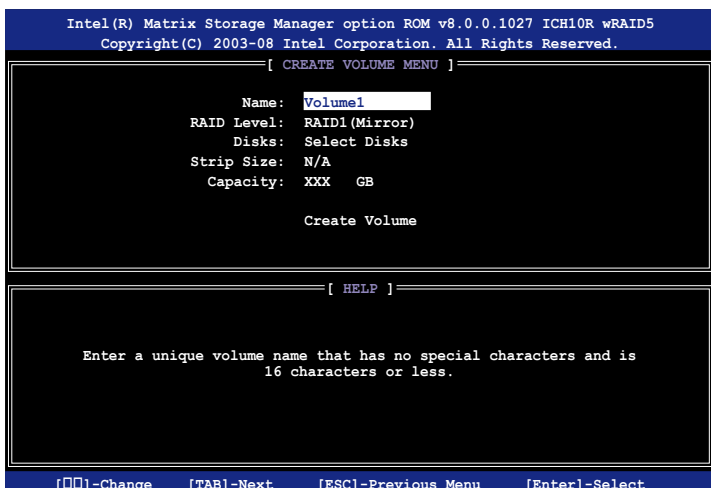 Intel(R) Matrix Storage Manager option ROM v8.0.0.1027 ICH10R wRAID5
Copyright(C) 2003-08 Intel Corporation. All Rights Reserved.
[ CREATE VOLUME MENU ]
Name: Volume1
RAID Level: RAID1(Mirror)
Disks: Select Disks
Strip Size: N/A
Capacity: XXX GB
Create Volume
[ HELP ]
Enter a unique volume name that has no special characters and is
16 characters or less.
[▯▯]-Change [TAB]-Next [ESC]-Previous Menu [Enter]-Select